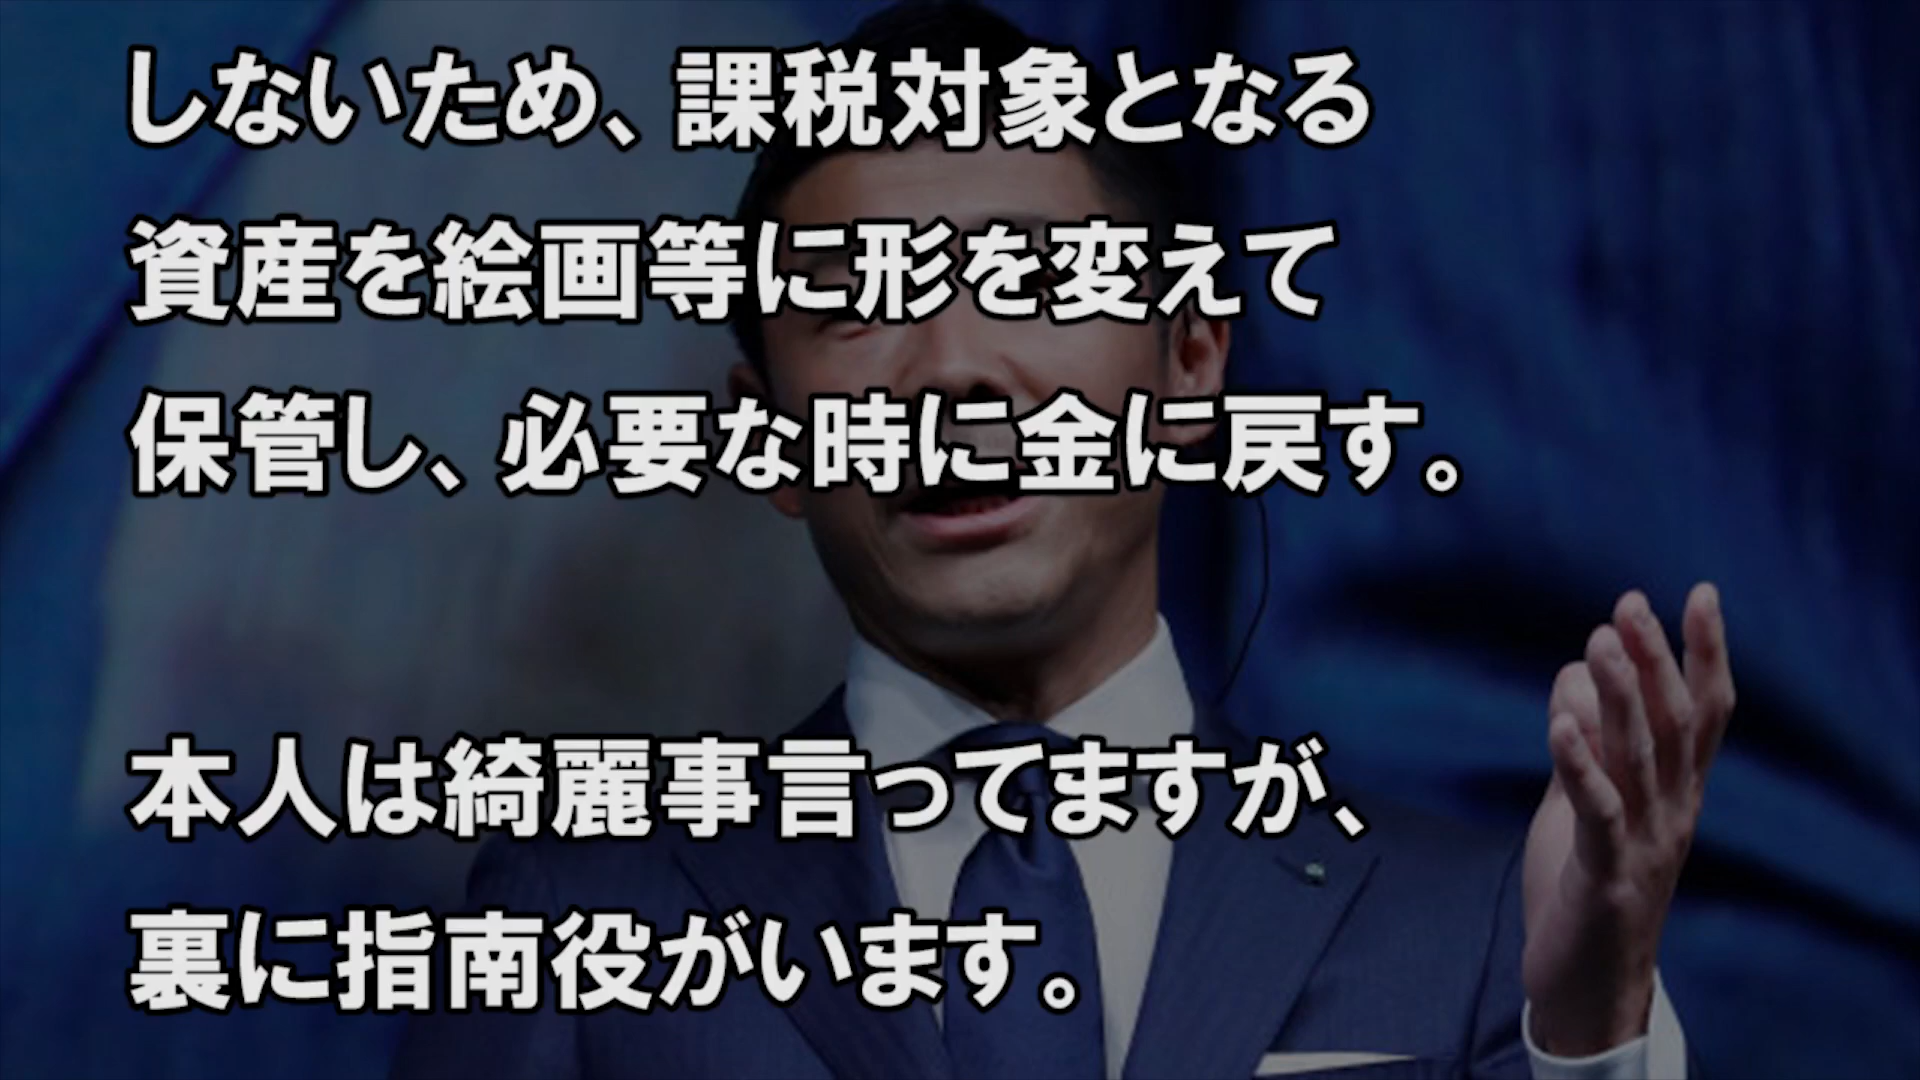 しないため、課税対象となる
資産を絵画等に形を変えて
保管し、必要な時に金に戻す。
本人は綺麗事言ってますが、
裏に指南役がいます。